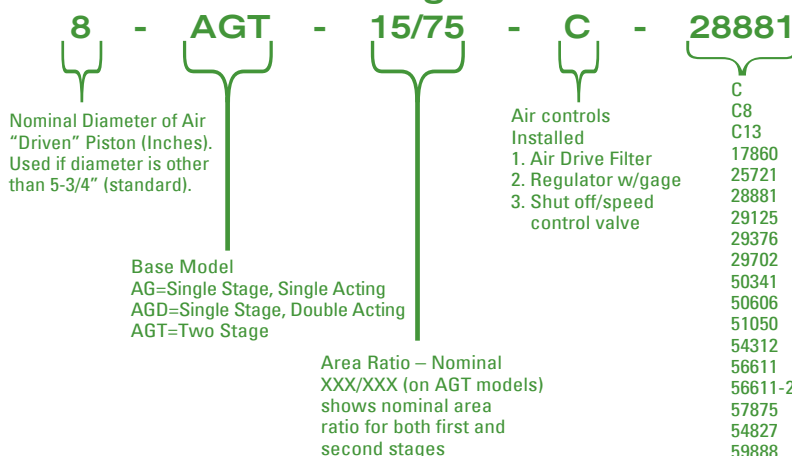 8 - AGT - 15/75 - C - 28881
Nominal Diameter of Air
“Driven” Piston (Inches).
Used if diameter is other
than 5-3/4” (standard).
Base Model
AG=Single Stage, Single Acting
AGD=Single Stage, Double Acting
AGT=Two Stage
Area Ratio – Nominal
XXX/XXX (on AGT models)
shows nominal area
ratio for both first and
second stages
Air controls
Installed
1. Air Drive Filter
2. Regulator w/gage
3. Shut off/speed
control valve
C
C8
C13
17860
25721
28881
29125
29376
29702
50341
50606
51050
54312
56611
56611-2
57875
54827
59888